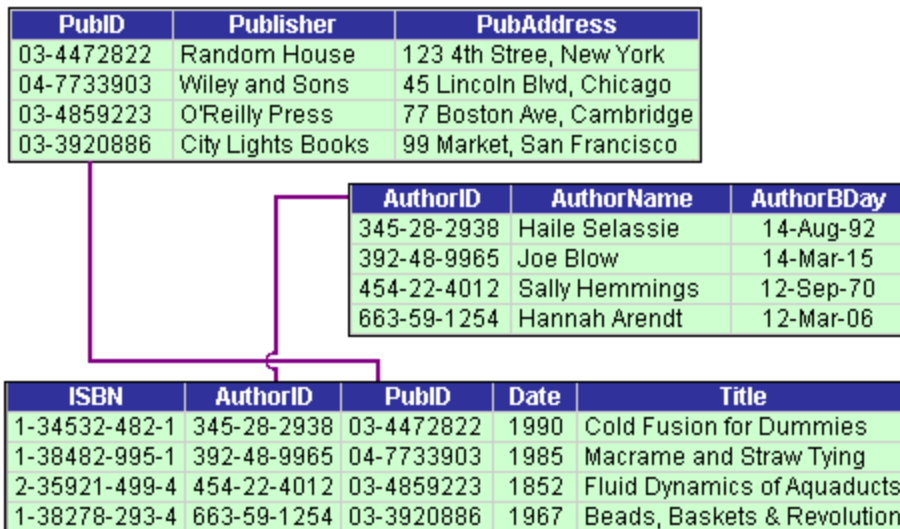 PubID Publisher PubAddress
03-4472822 Random House 123 4th Stree, New York
04-7733903 Wiley and Sons 45 Lincoln Blvd, Chicago
03-4859223 O'Reilly Press 77 Boston Ave, Cambridge
03-3920886 City Lights Books 99 Market, San Francisco
AuthorID AuthorName AuthorBDay
345-28-2938 Haile Selassie 14-Aug-92
392-48-9965 Joe Blow 14-Mar-15
454-22-4012 Sally Hemmings 12-Sep-70
663-59-1254 Hannah Arendt 12-Mar-06
ISBN AuthorID PubID Date Title
1-34532-482-1 345-28-2938 03-4472822 1990 Cold Fusion for Dummies
1-38482-995-1 392-48-9965 04-7733903 1985 Macrame and Straw Tying
2-35921-499-4 454-22-4012 03-4859223 1852 Fluid Dynamics of Aquaducts
1-38278-293-4 663-59-1254 03-3920886 1967 Beads, Baskets & Revolution